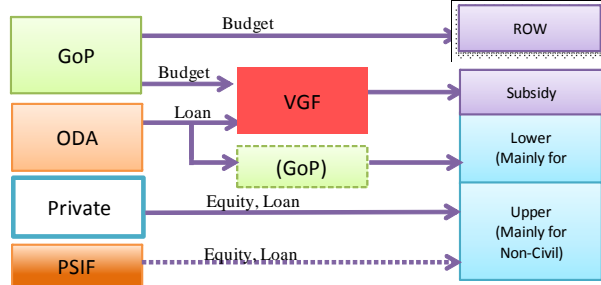 Budget
ROW
GoP
Budget
VGF
Subsidy
Loan
ODA
Lower
(Mainly for
(GoP)
Private
Equity, Loan
Upper
(Mainly for
Non-Civil)
PSIF
Equity, Loan